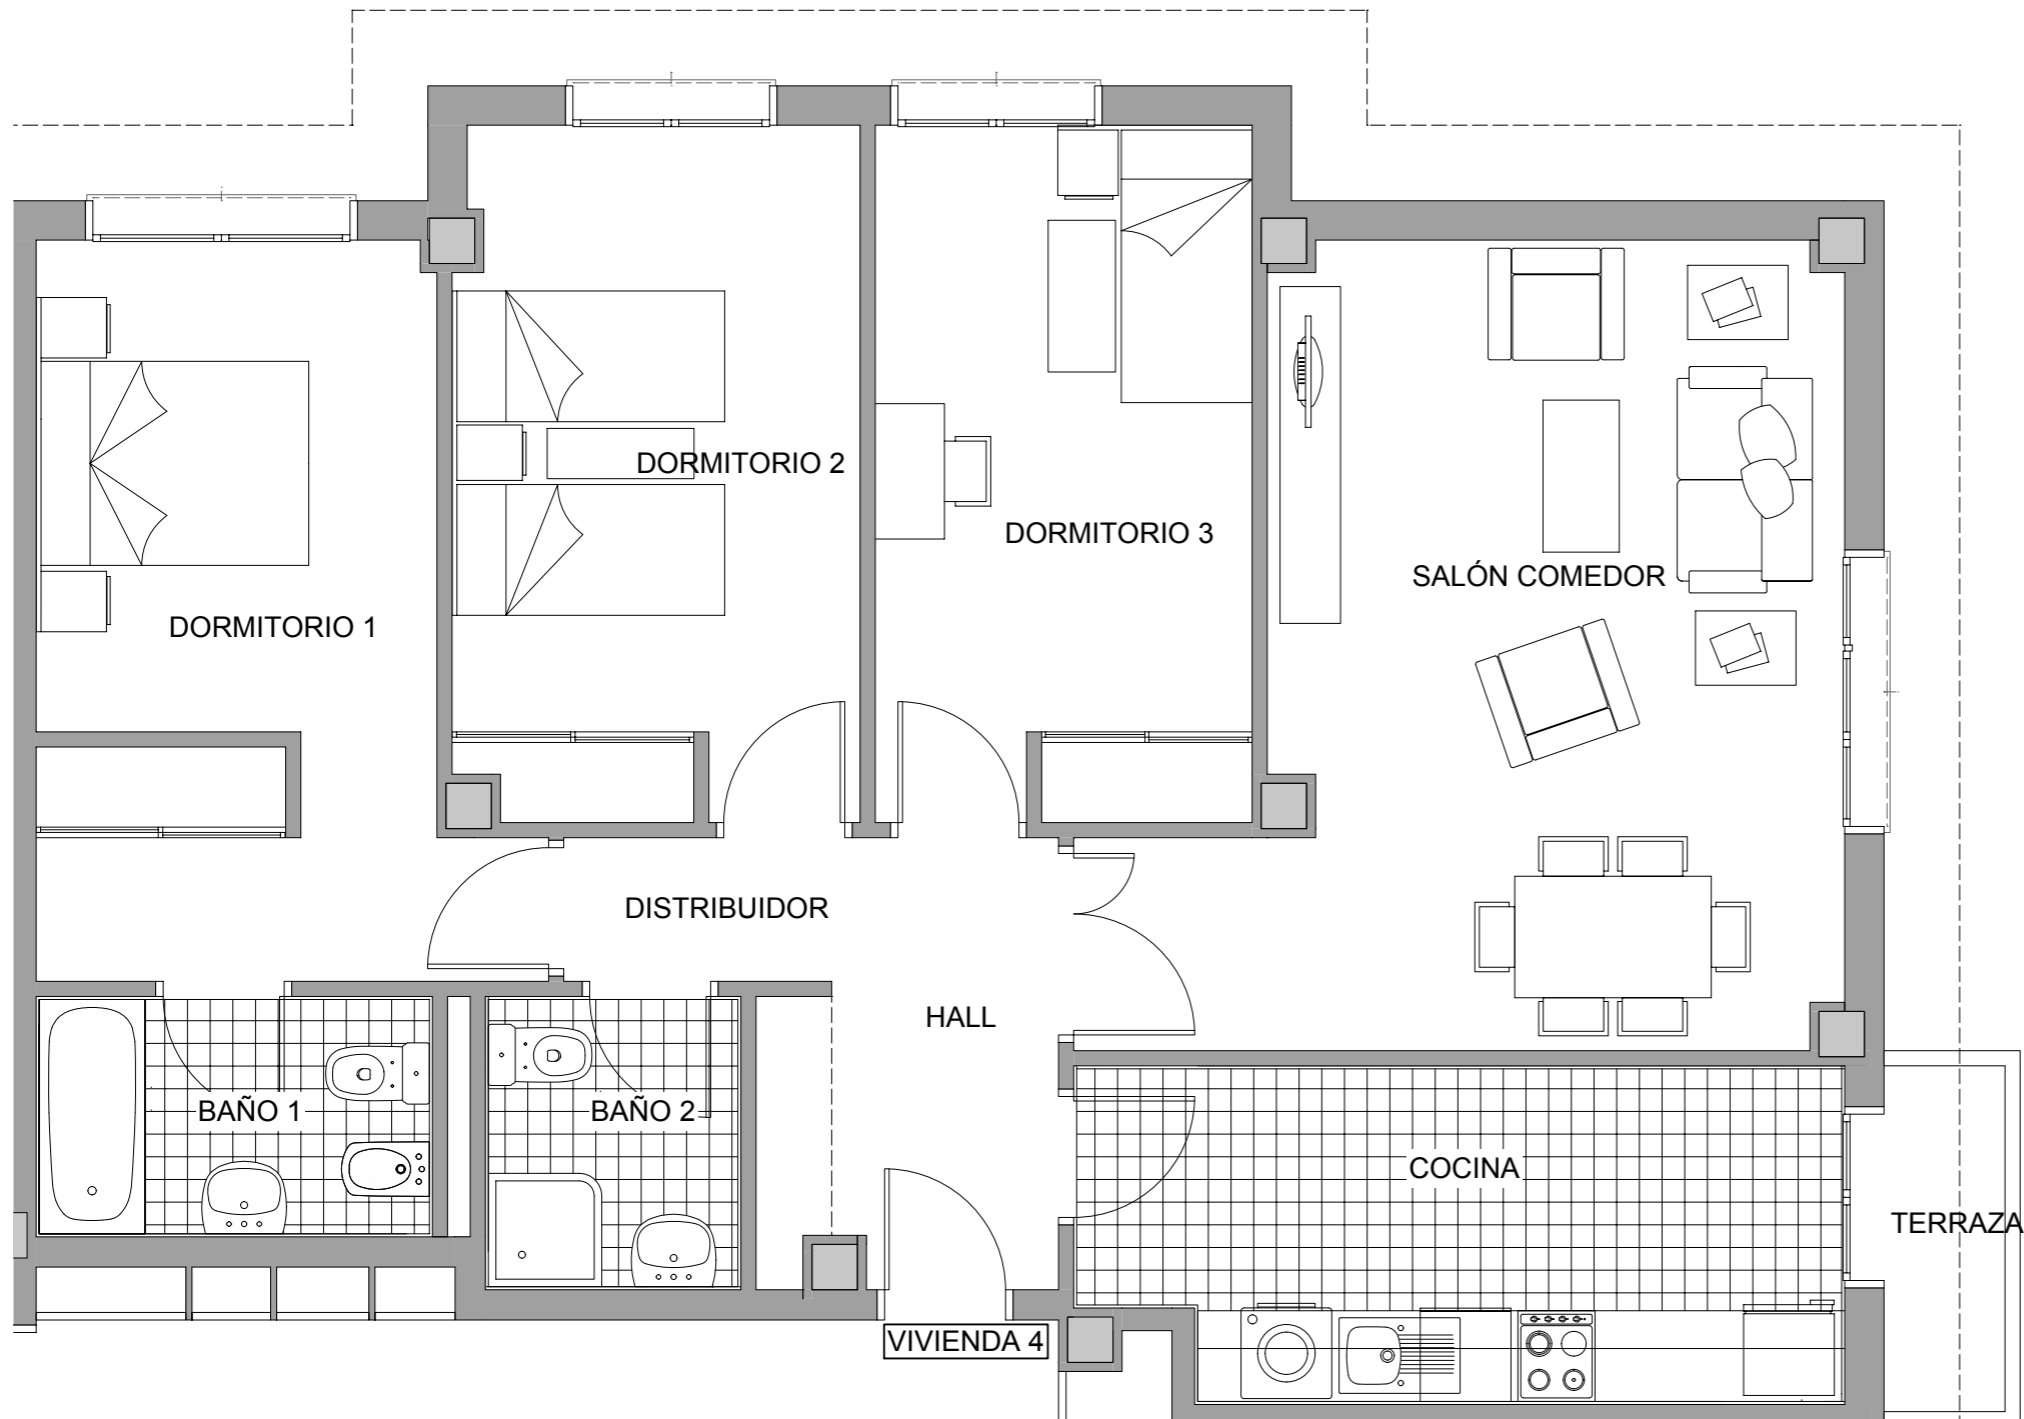 DORMITORIO 2
DORMITORIO 3
SALÓN COMEDOR
DORMITORIO 1
DISTRIBUIDOR
HALL
BAÑO 1
BAÑO 2
COCINA
TERRAZA
VIVIENDA 4